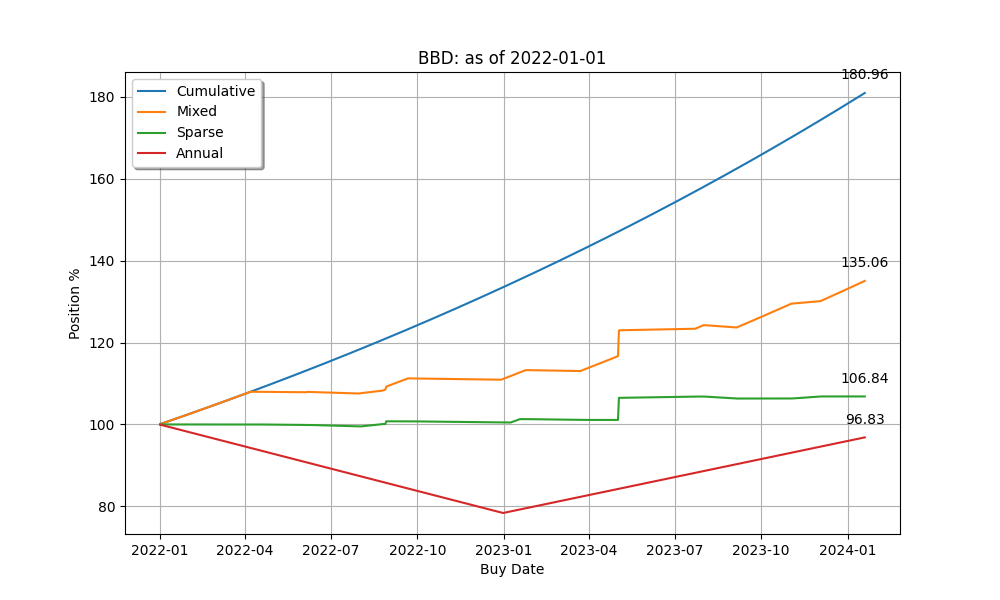 BBD: as of 2022-01-01
180.96
Cumulative
Mixed
Sparse
Annual
180
160
140
120
100
80
135.06
106.84
96.83
Position %
2022-01 2022-04 2022-07 2022-10 2023-01 2023-04 2023-07 2023-10 2024-01
Buy Date